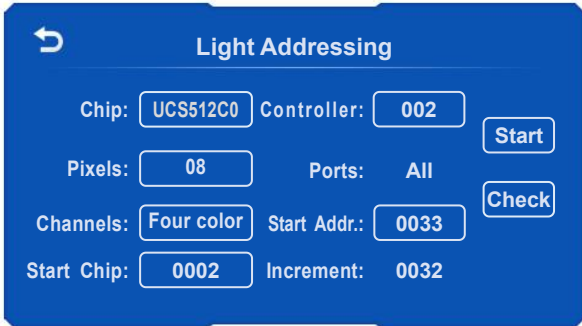 Light Addressing
Chip: UCS512C0 Controller: 002
Start
Pixels: 08 Ports: All
Check
Channels: Four color Start Addr.: 0033
Start Chip: 0002 Increment: 0032